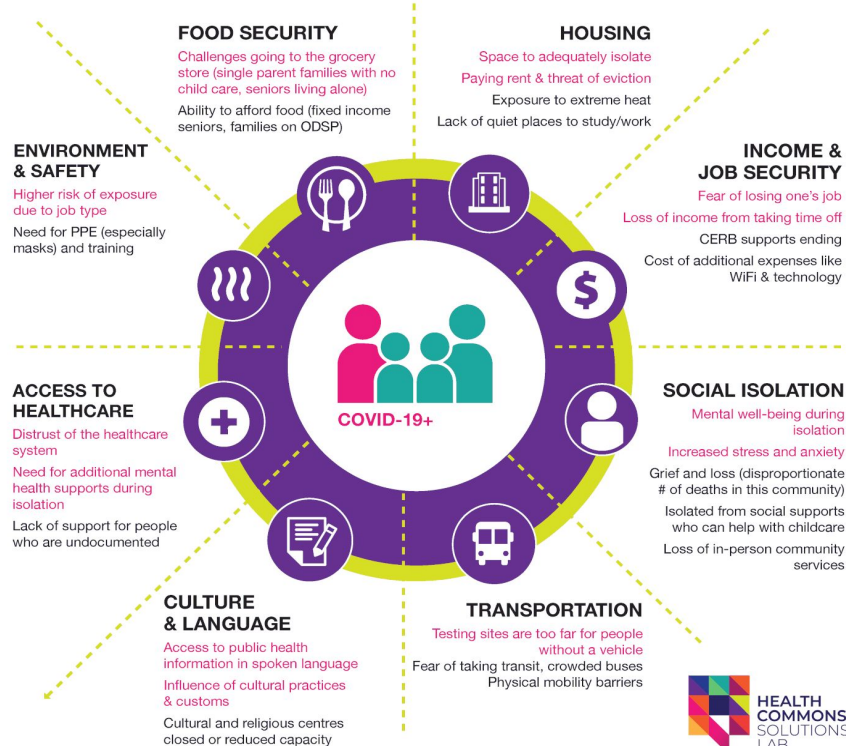 FOOD SECURITY
Challenges going to the grocery
store (single parent families with no
child care, seniors living alone)
Ability to afford food (fixed income
seniors, families on ODSP)
HOUSING
Space to adequately isolate
Paying rent & threat of eviction
Exposure to extreme heat
Lack of quiet places to study/work
ENVIRONMENT
& SAFETY
Higher risk of exposure
due to job type
Need for PPE (especially
masks) and training
INCOME &
JOB SECURITY
Fear of losing one's job
Loss of income from taking time off
CERB supports ending
Cost of additional expenses like
WiFi & technology
$
COVID-19+
ACCESS TO
HEALTHCARE
Distrust of the healthcare
system
Need for additional mental
health supports during
isolation
Lack of support for people
who are undocumented
SOCIAL ISOLATION
Mental well-being during
isolation
Increased stress and anxiety
Grief and loss (disproportionate
# of deaths in this community)
Isolated from social supports
who can help with childcare
Loss of in-person community
services
CULTURE
& LANGUAGE
Access to public health
information in spoken language
Influence of cultural practices
& customs
Cultural and religious centres
closed or reduced capacity
TRANSPORTATION
Testing sites are too far for people
without a vehicle
Fear of taking transit, crowded buses
Physical mobility barriers
HEALTH
COMMONS
SOLUTIONS
LAB